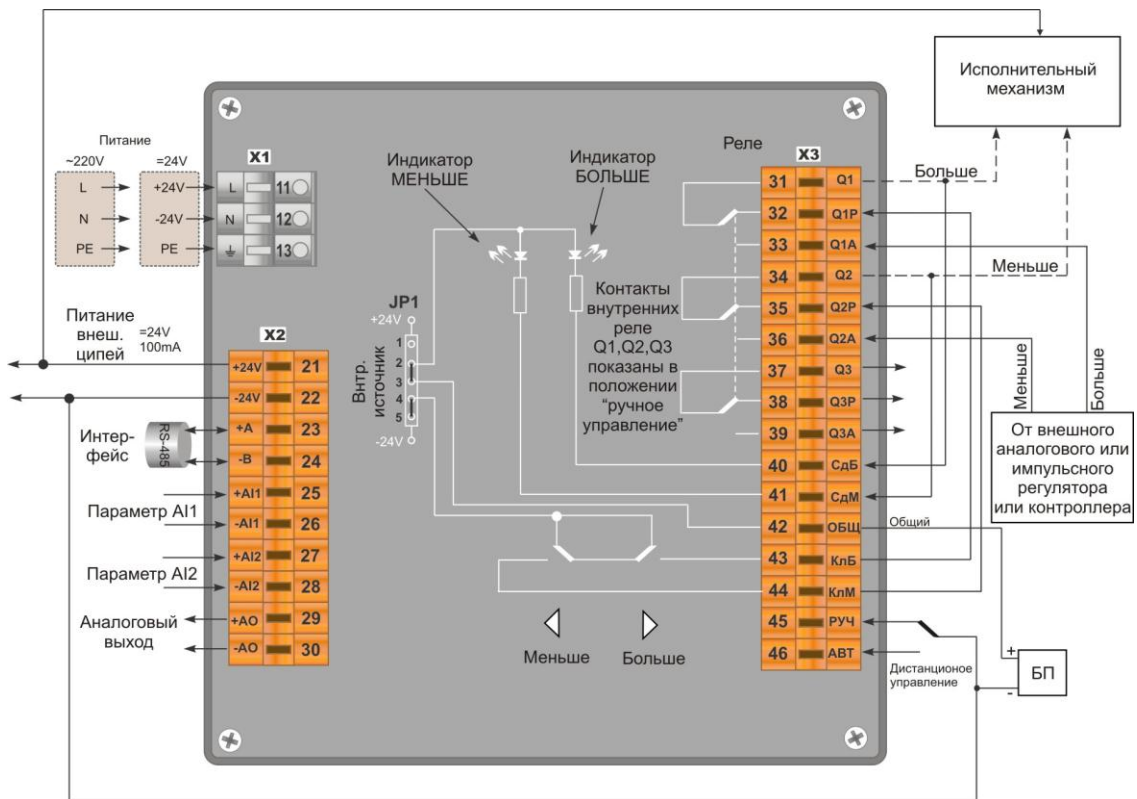 Исполнительный
механизм
Питание
~220V
=24V
L
N
PE
+24V
-24V
PE
X1
L
11
N
12
13
Индикатор
МЕНЬШЕ
Индикатор
БОЛЬШЕ
Реле
X3
31
Q1
32
Q1P
33
Q1A
34
Q2
35
Q2P
36
Q2A
37
Q3
38
Q3P
39
Q3A
40
СдБ
41
СдМ
42
ОБЩ
43
КлБ
44
КлМ
45
РУЧ
46
АВТ
Больше
Меньше
Питание
внеш.
ципей
=24V
100mA
X2
+24V
21
-24V
22
+A
23
-B
24
+AI1
25
-AI1
26
+AI2
27
-AI2
28
+AO
29
-AO
30
Интер-
фейс
RS-485
Параметр AI1
Параметр AI2
Аналоговый
выход
JP1
+24V
1
2
3
4
5
-24V
Внтр.
источник
Контакты
внутренних
реле
Q1,Q2,Q3
показаны в
положении
“ручное
управление”
Меньше
Больше
Меньше
Больше
От внешного
аналогового или
импульсного
регулятора
или контроллера
Общий
Дистанционое
управление
+
БП
-